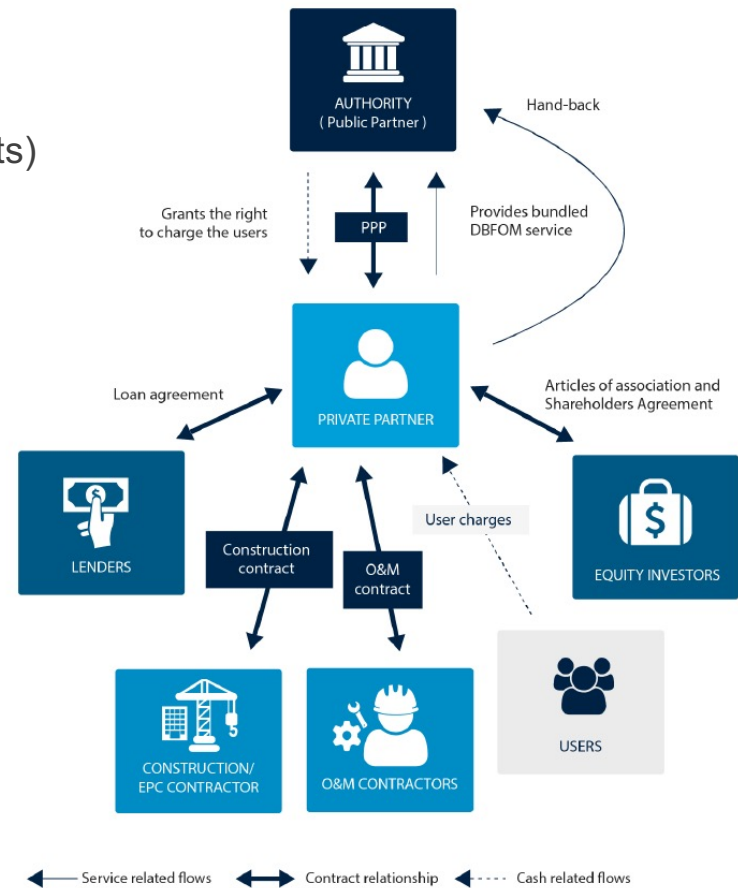 AUTHORITY
( Public Partner )
Hand-back
ts)
Grants the right
to charge the users
PPP
Provides bundled
DBFOM service
Loan agreement
PRIVATE PARTNER
Articles of association and
Shareholders Agreement
LENDERS
$
Construction
contract
O&M
contract
User charges
$
EQUITY INVESTORS
CONSTRUCTION/
EPC CONTRACTOR
O&M CONTRACTORS
USERS
Service related flows
Contract relationship
Cash related flows